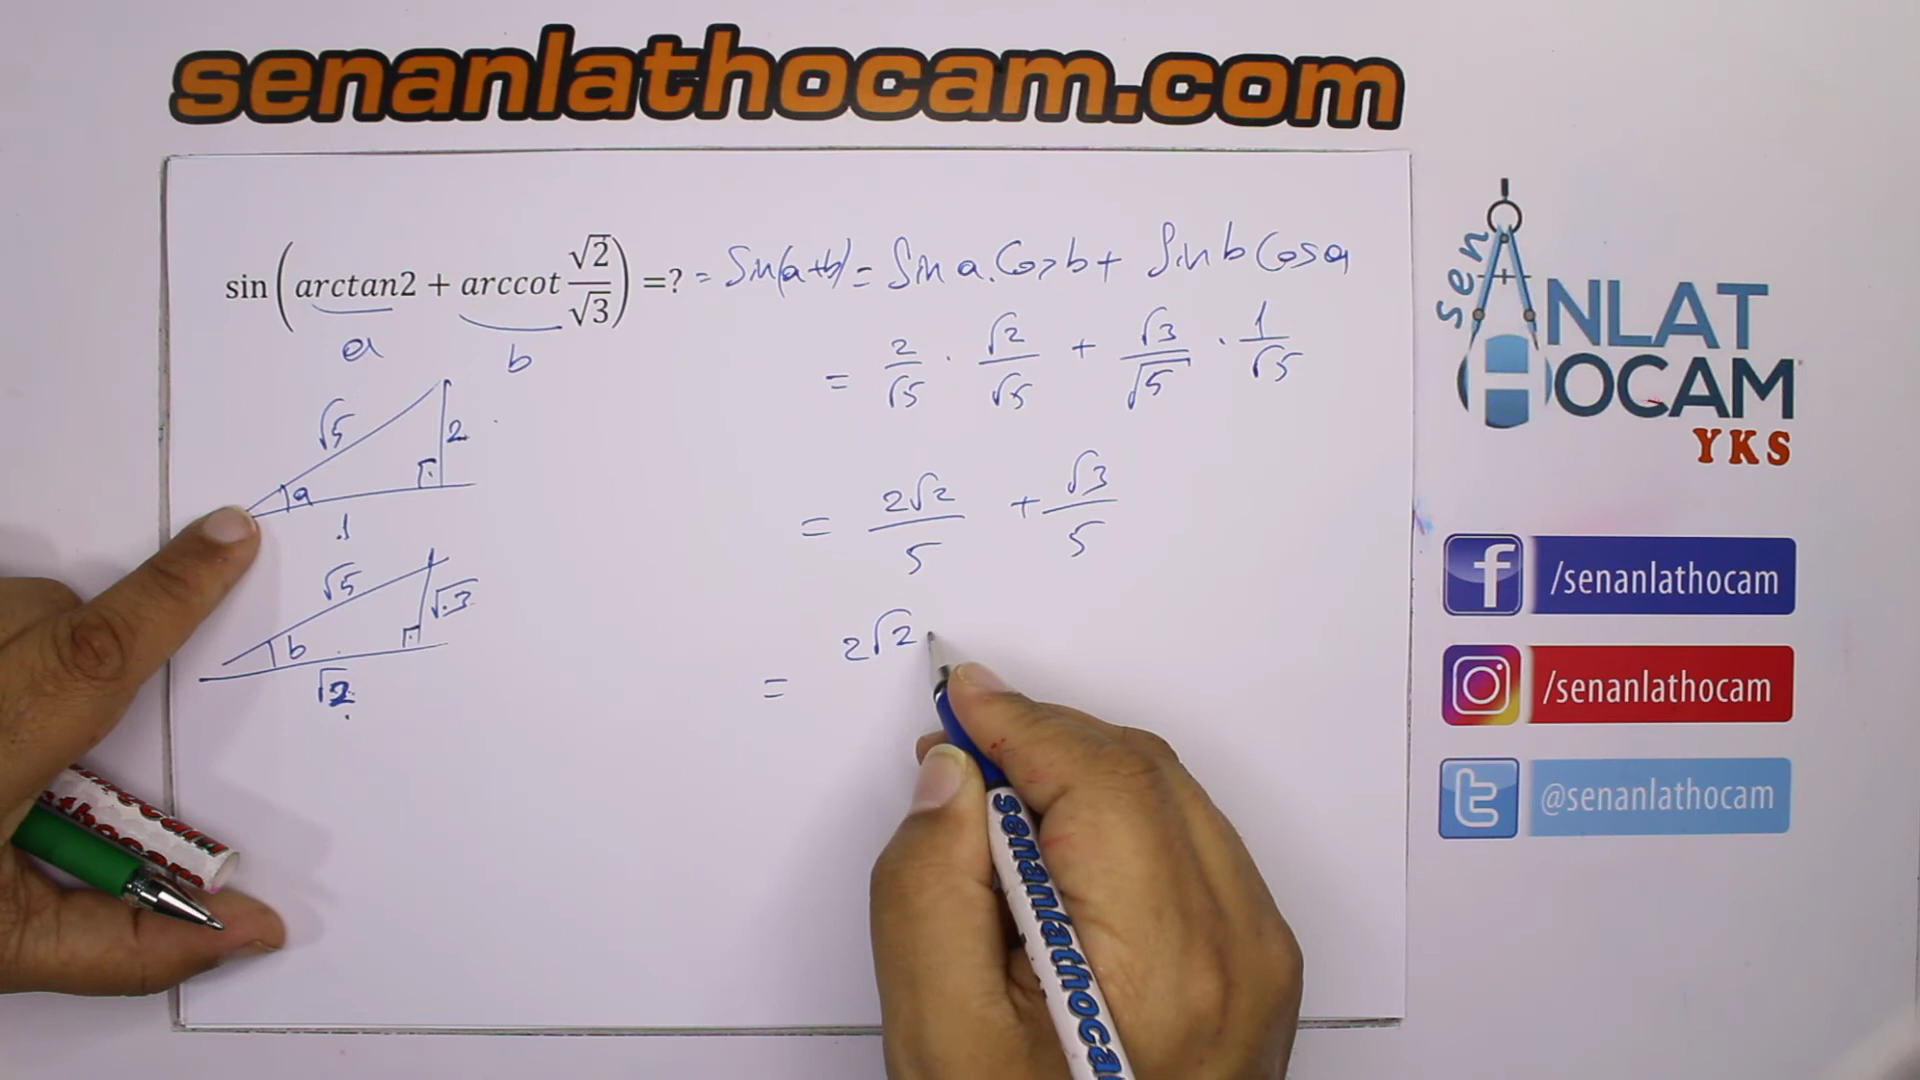 senanlathocam.com
sin(arctan2 + arccot √2/√3) =? = Sin(a+b) = Sin a. Cos b + Sin b Cos a
a b
= 2/√5 . √2/√5 + √3/√5 . 1/√5
√5 2
a
1
= 2√2/5 + √3/5
√5 √3
b
√2
= 2√2
sen ANLAT
HOCAM
YKS
/senanlathocam
/senanlathocam
@senanlathocam
senanlathocam